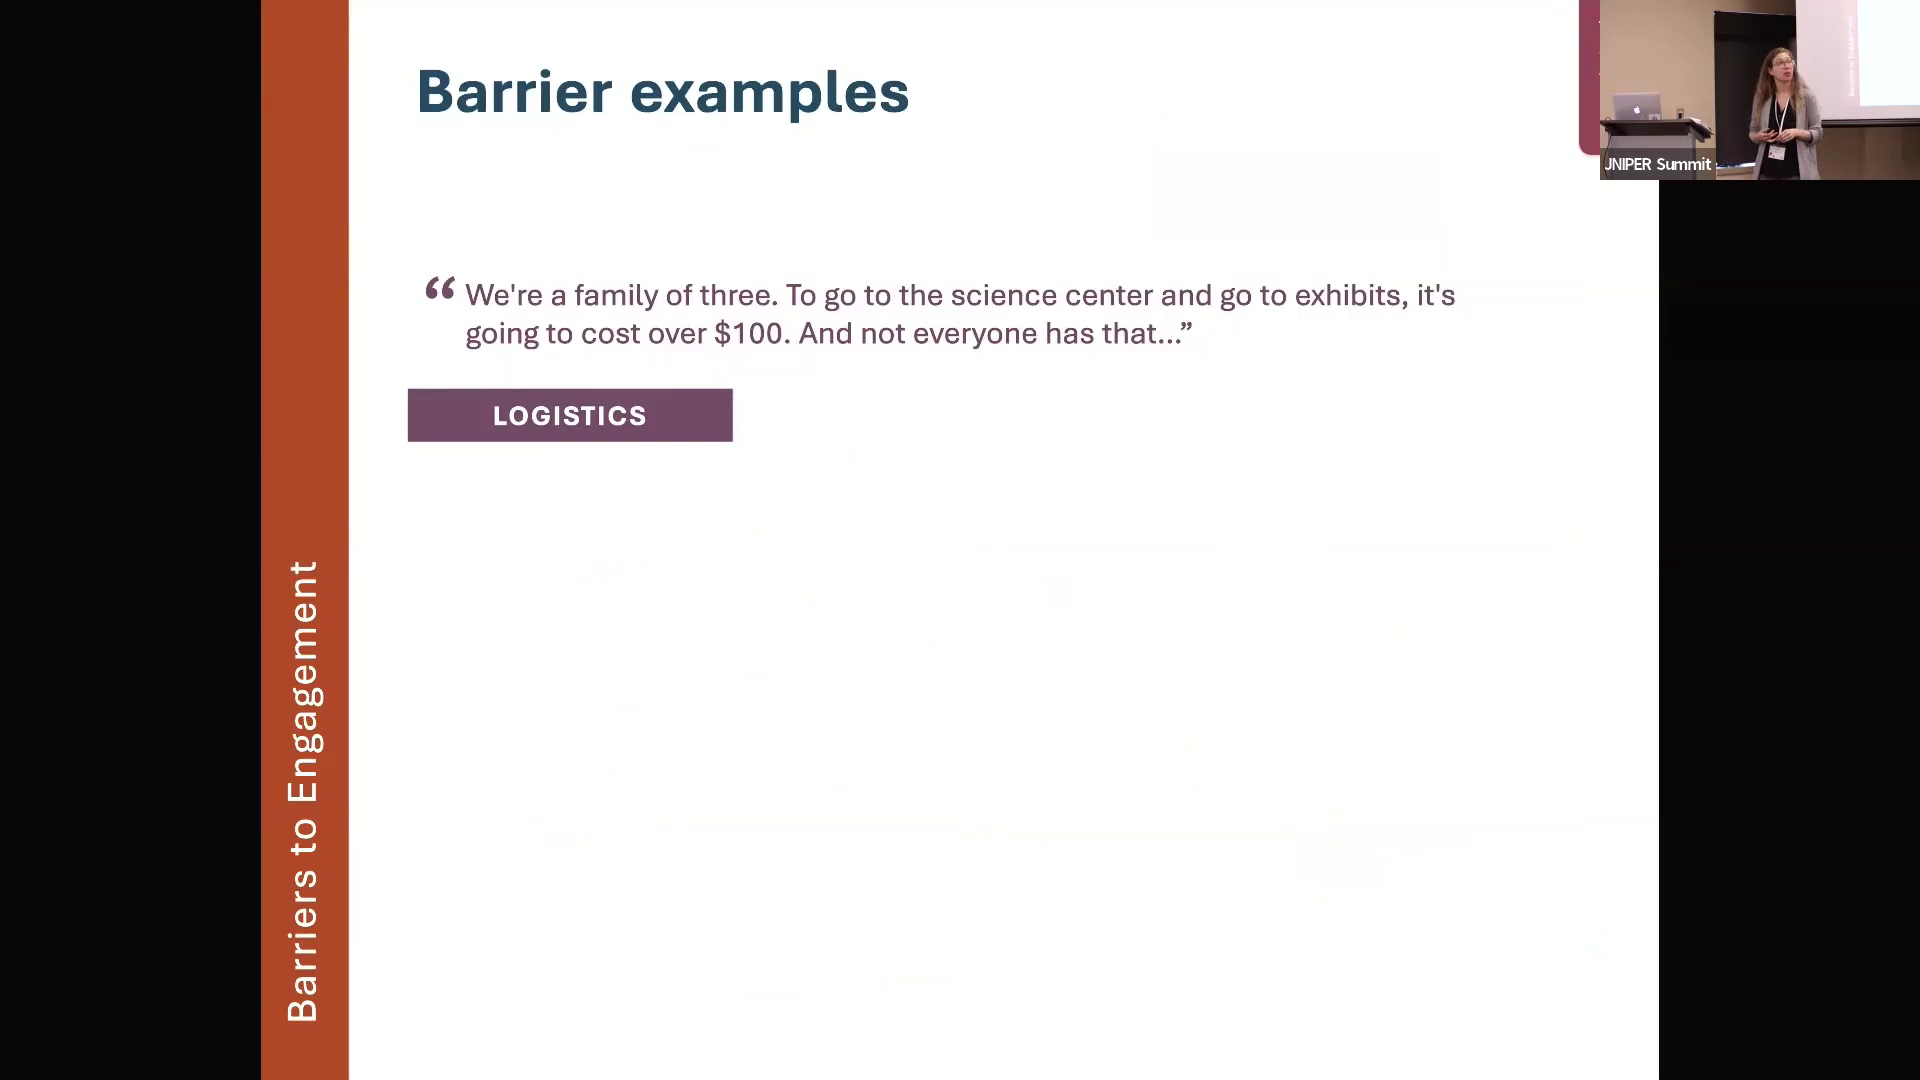 Barrier examples
“ We're a family of three. To go to the science center and go to exhibits, it's
going to cost over $100. And not everyone has that...”
LOGISTICS
Barriers to Engagement
JNIPER Summit